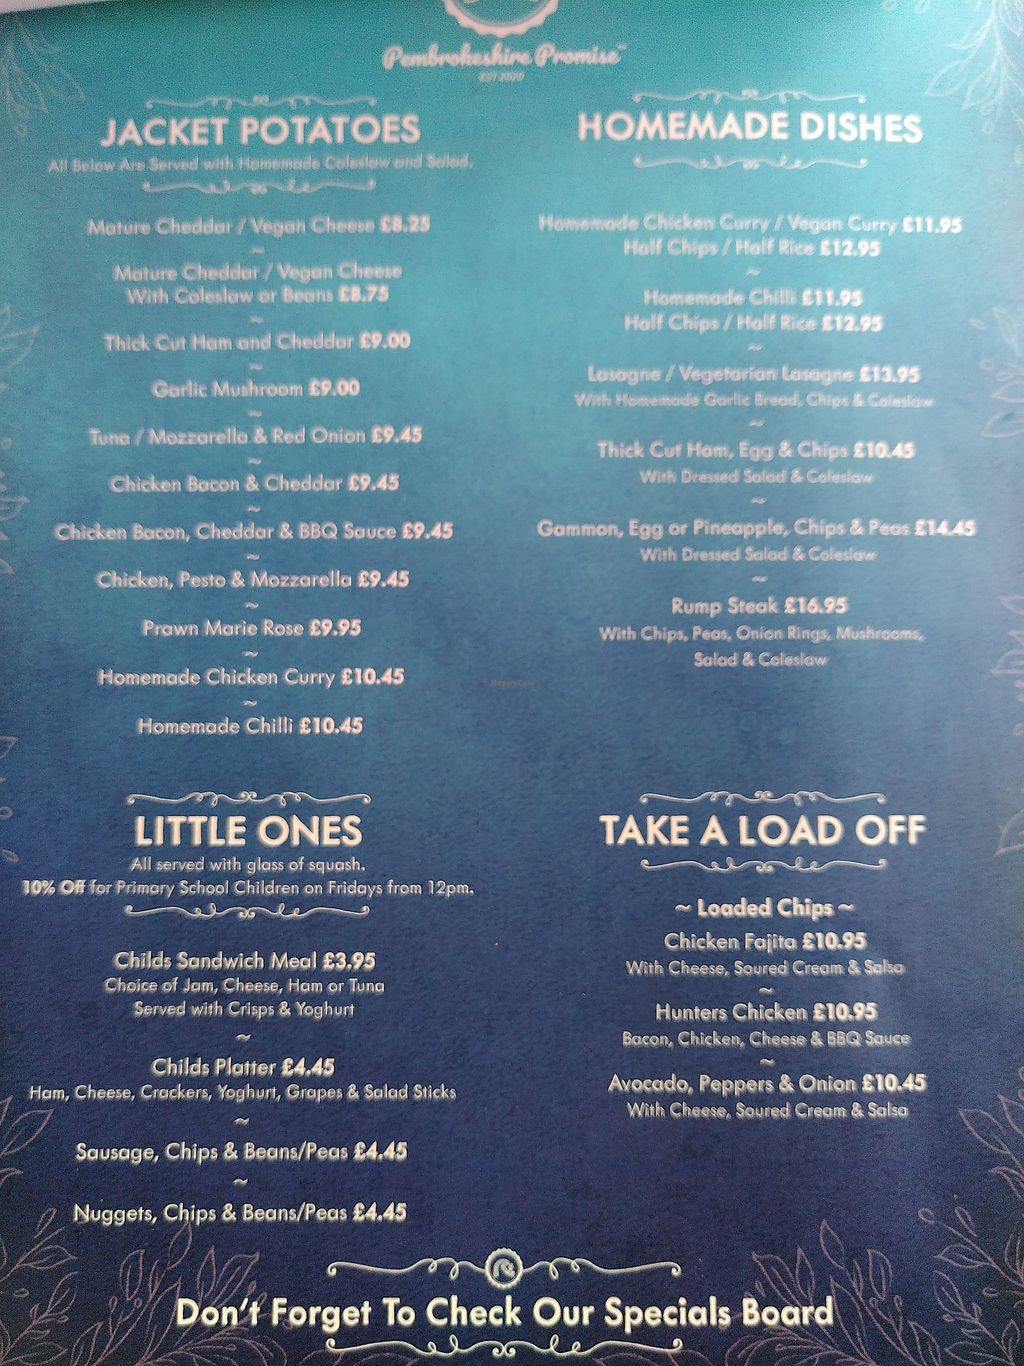 Pembrokeshire Promise™
EST 2020
JACKET POTATOES
All Below Are Served with Homemade Coleslaw and Salad.
Mature Cheddar / Vegan Cheese £8.25
~
Mature Cheddar / Vegan Cheese
With Coleslaw or Beans £8.75
~
Thick Cut Ham and Cheddar £9.00
~
Garlic Mushroom £9.00
~
Tuna / Mozzarella & Red Onion £9.45
~
Chicken Bacon & Cheddar £9.45
~
Chicken Bacon, Cheddar & BBQ Sauce £9.45
~
Chicken, Pesto & Mozzarella £9.45
~
Prawn Marie Rose £9.95
~
Homemade Chicken Curry £10.45
~
Homemade Chilli £10.45
HOMEMADE DISHES
Homemade Chicken Curry / Vegan Curry £11.95
Half Chips / Half Rice £12.95
~
Homemade Chilli £11.95
Half Chips / Half Rice £12.95
~
Lasagne / Vegetarian Lasagne £13.95
With Homemade Garlic Bread, Chips & Coleslaw
~
Thick Cut Ham, Egg & Chips £10.45
With Dressed Salad & Coleslaw
~
Gammon, Egg or Pineapple, Chips & Peas £14.45
With Dressed Salad & Coleslaw
~
Rump Steak £16.95
With Chips, Peas, Onion Rings, Mushrooms,
Salad & Coleslaw
HappyCow
LITTLE ONES
All served with glass of squash.
10% Off for Primary School Children on Fridays from 12pm.
Childs Sandwich Meal £3.95
Choice of Jam, Cheese, Ham or Tuna
Served with Crisps & Yoghurt
~
Childs Platter £4.45
Ham, Cheese, Crackers, Yoghurt, Grapes & Salad Sticks
~
Sausage, Chips & Beans/Peas £4.45
~
Nuggets, Chips & Beans/Peas £4.45
TAKE A LOAD OFF
~ Loaded Chips ~
Chicken Fajita £10.95
With Cheese, Soured Cream & Salsa
~
Hunters Chicken £10.95
Bacon, Chicken, Cheese & BBQ Sauce
~
Avocado, Peppers & Onion £10.45
With Cheese, Soured Cream & Salsa
Don't Forget To Check Our Specials Board